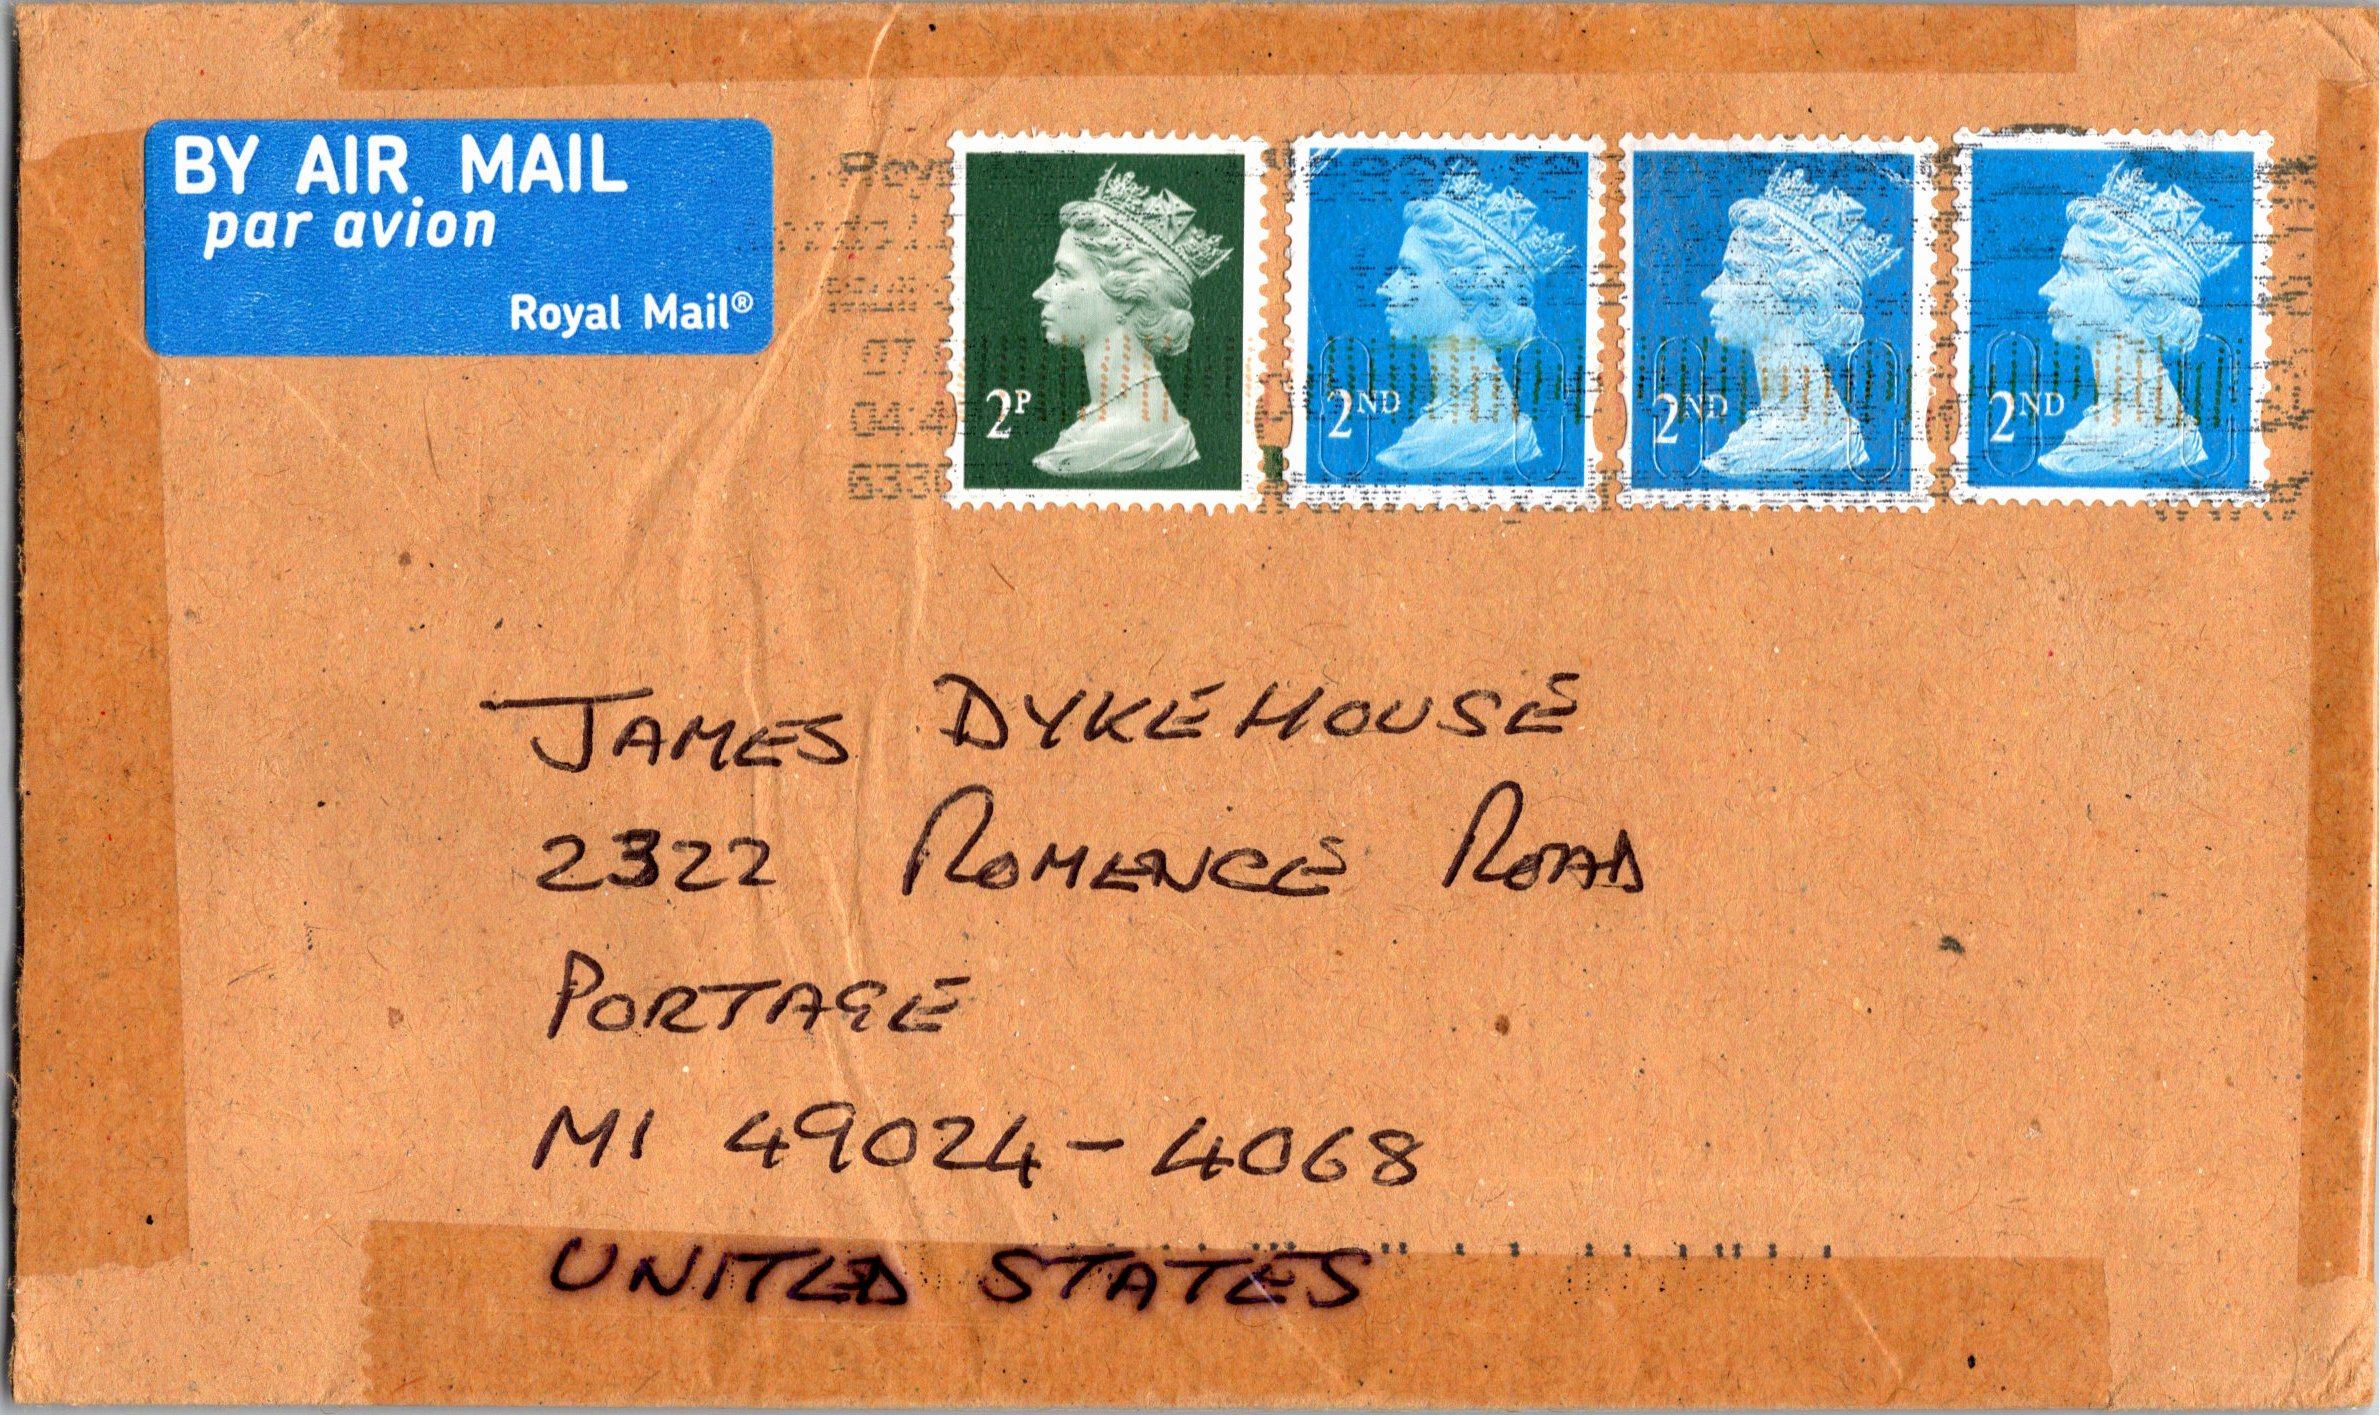 BY AIR MAIL
par avion
Royal Mail®
2P
2ND
2ND
2ND
JAMES DYKEHOUSE
2322 ROMENCE ROAD
PORTAGE
MI 49024-4068
UNITED STATES